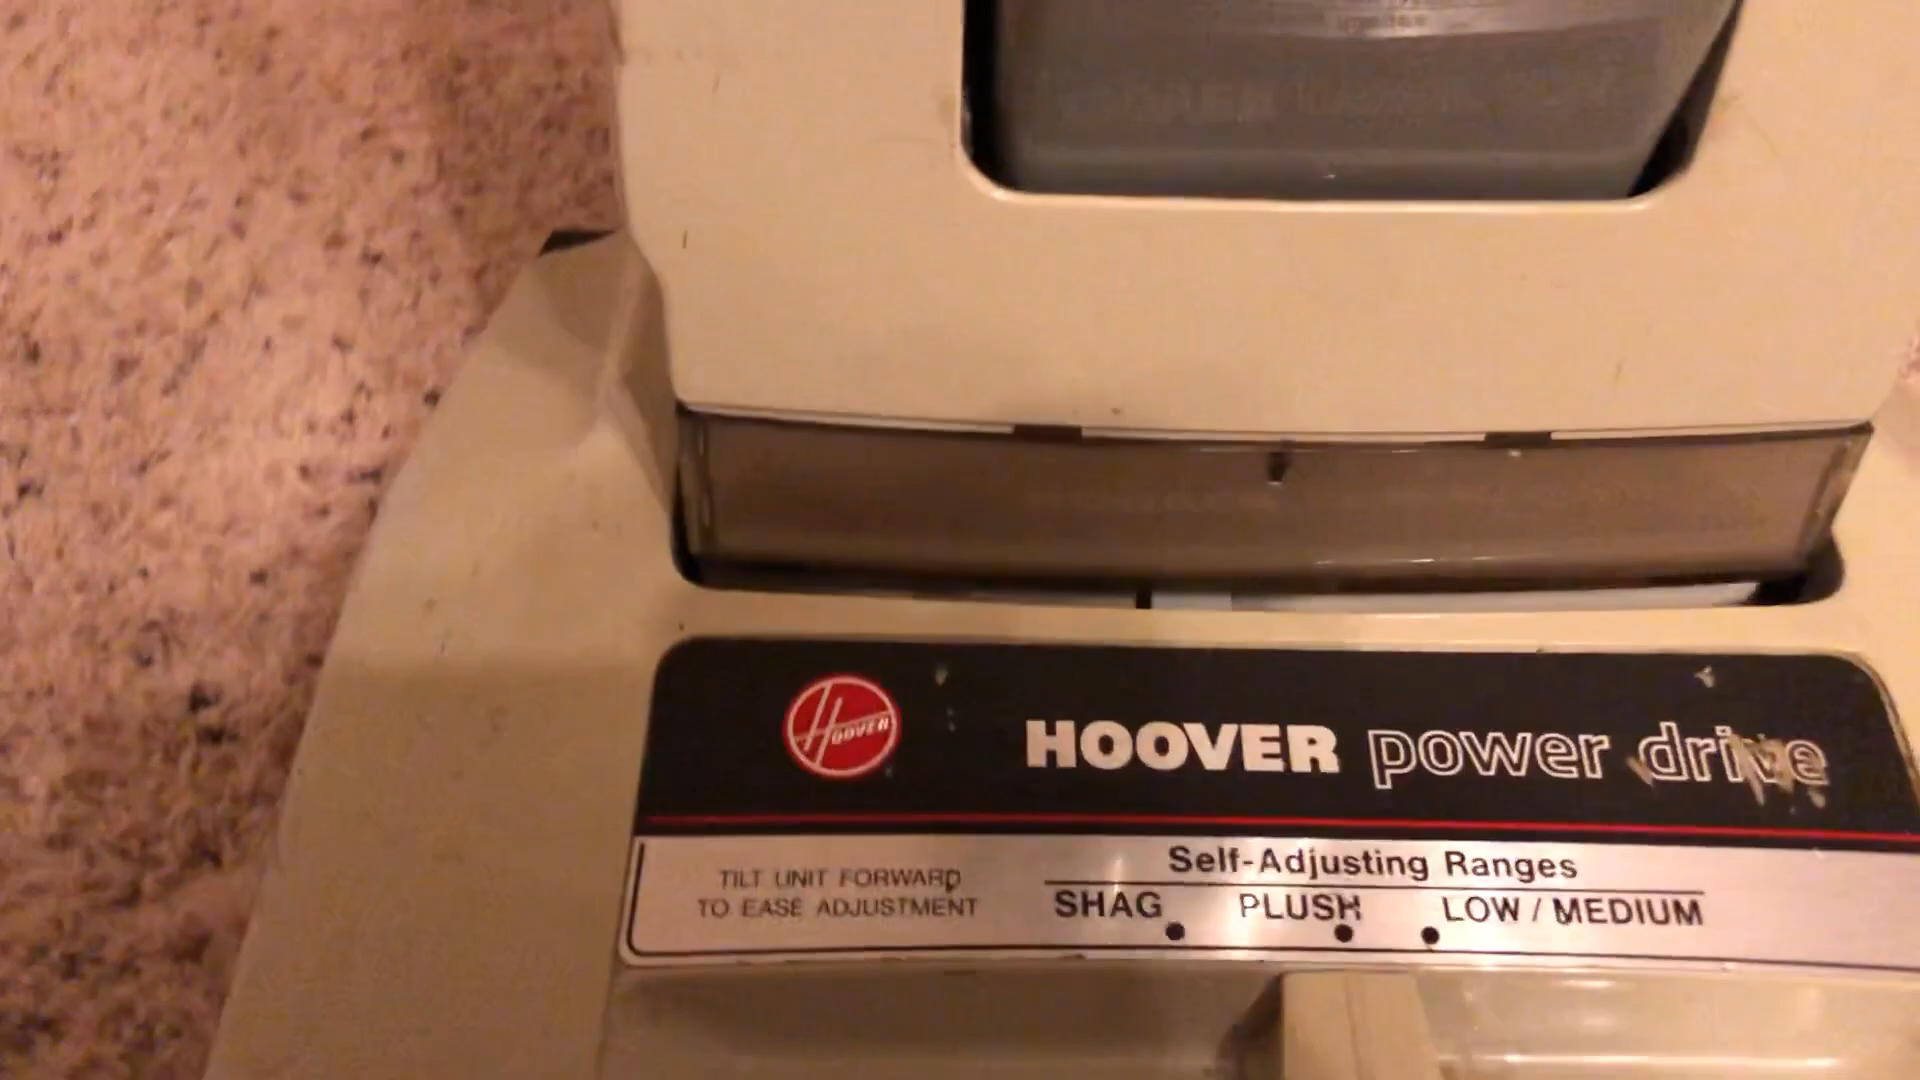 HOOVER
HOOVER power drive
TILT UNIT FORWARD
TO EASE ADJUSTMENT
Self-Adjusting Ranges
SHAG PLUSH LOW / MEDIUM